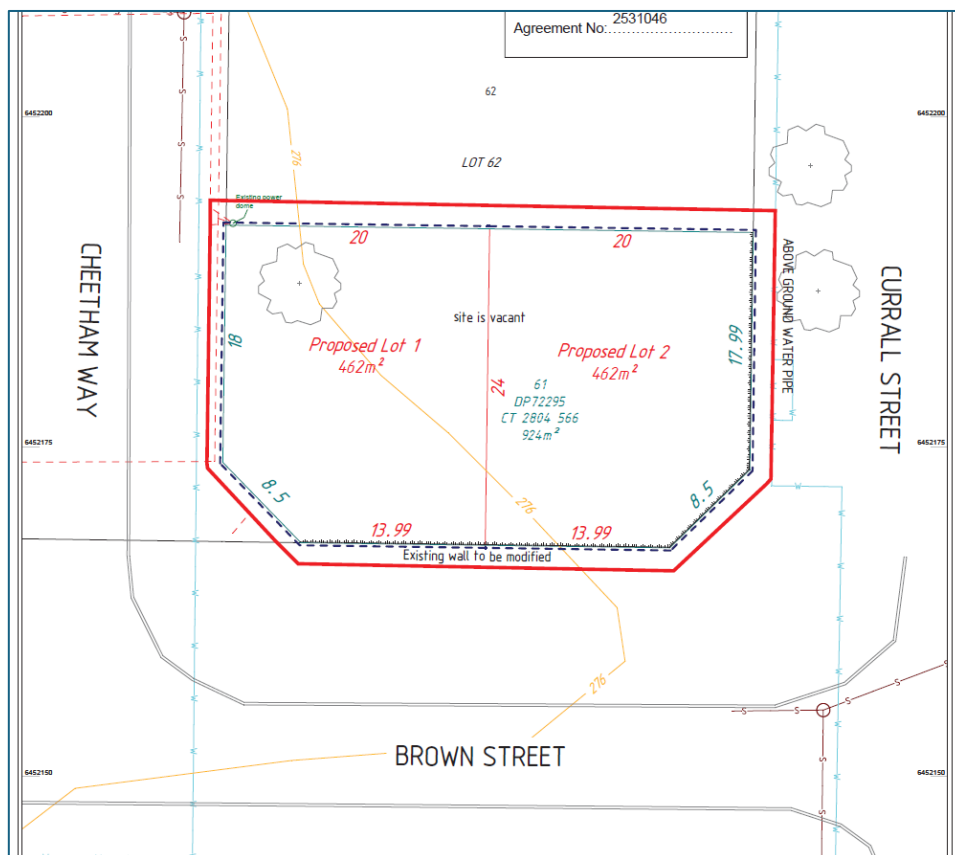 2531046
Agreement No:..............................
6452200
6452200
62
LOT 62
276
Existing power
dome
20
20
CHEETHAM WAY
18
site is vacant
Proposed Lot 1
462m²
Proposed Lot 2
462m²
24
61
DP72295
CT 2804 566
924m²
17.99
ABOVE GROUND WATER PIPE
CURRALL STREET
6452175
6452175
8.5
8.5
276
13.99
13.99
Existing wall to be modified
276
BROWN STREET
6452150
6452150